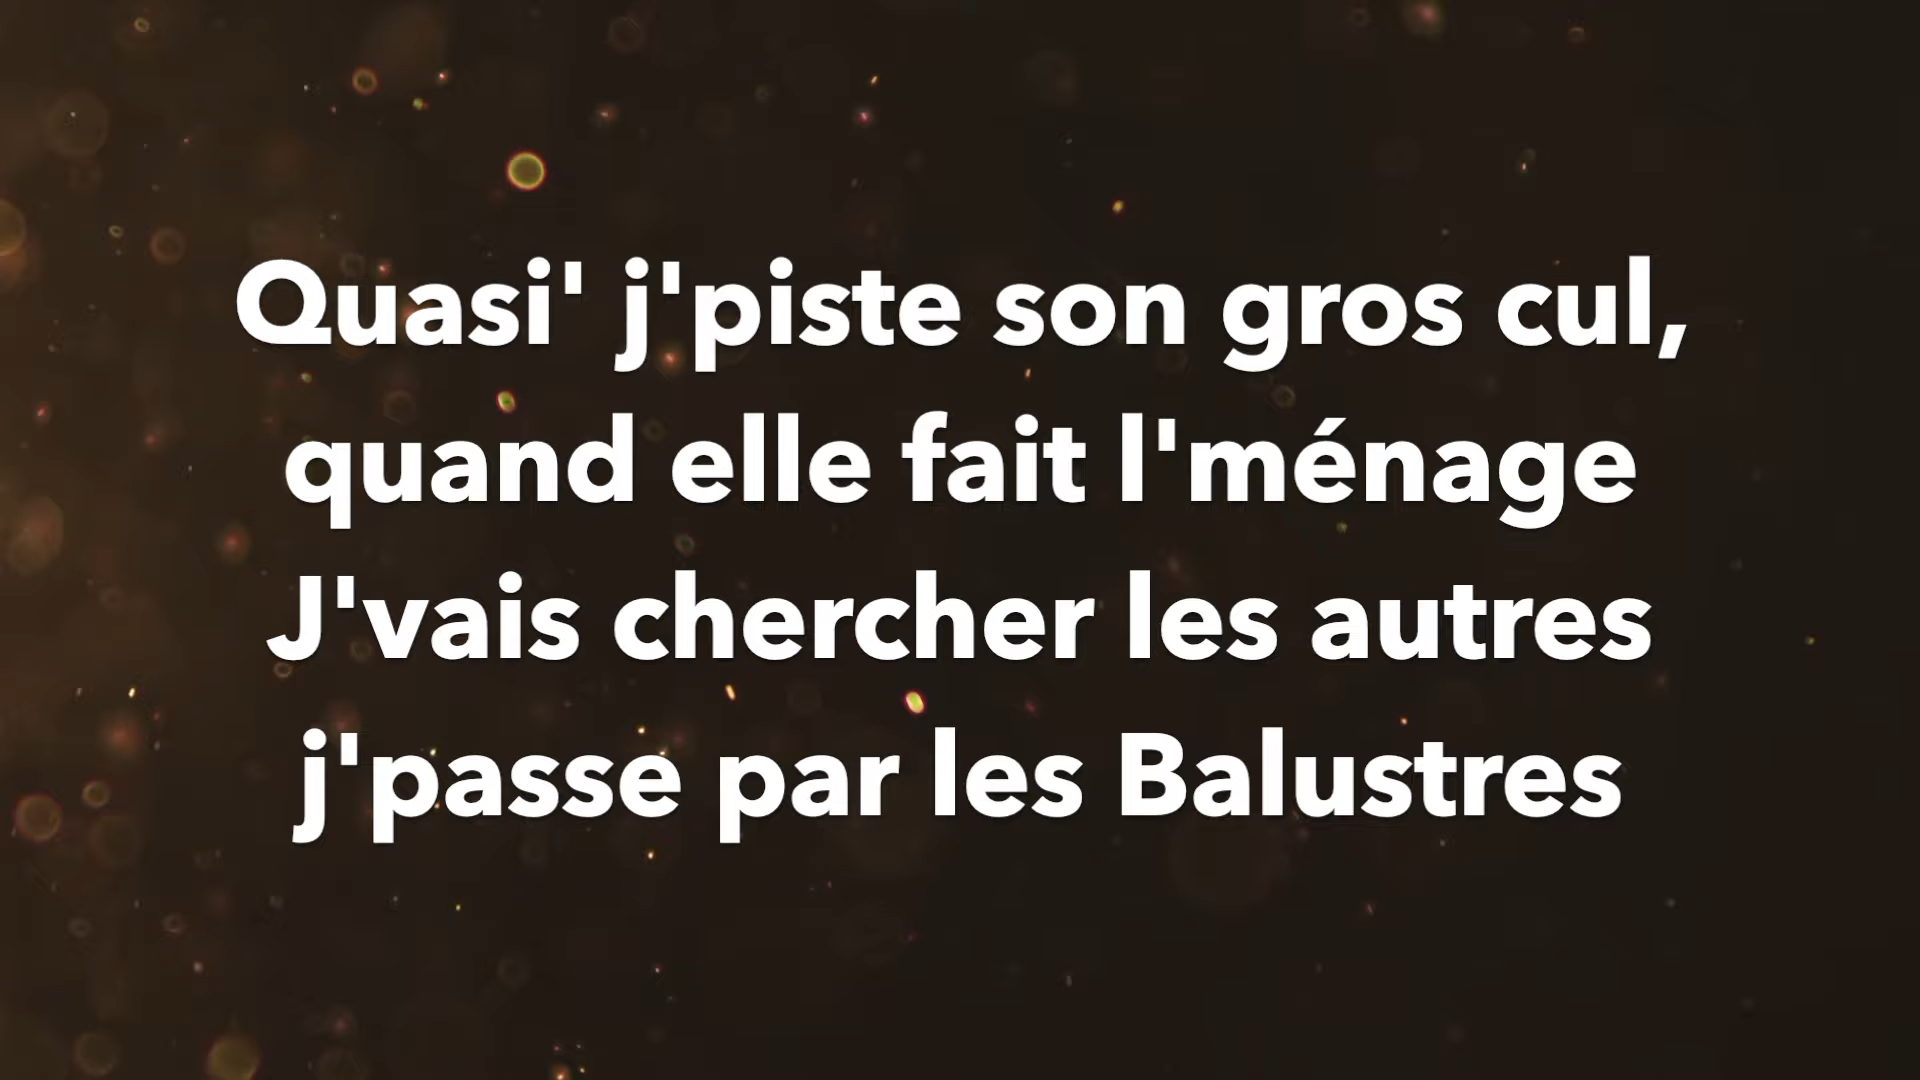 Quasi' j'piste son gros cul,
quand elle fait l'ménage
J'vais chercher les autres
j'passe par les Balustres